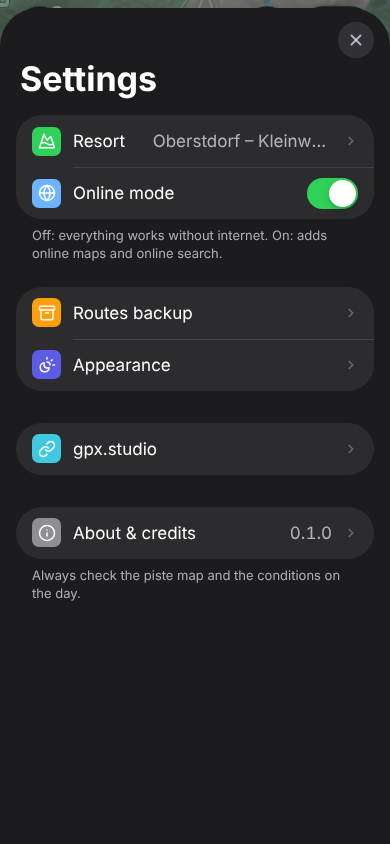 Settings
Resort Oberstdorf – Kleinw...
Online mode
Off: everything works without internet. On: adds
online maps and online search.
Routes backup
Appearance
gpx.studio
About & credits 0.1.0
Always check the piste map and the conditions on
the day.